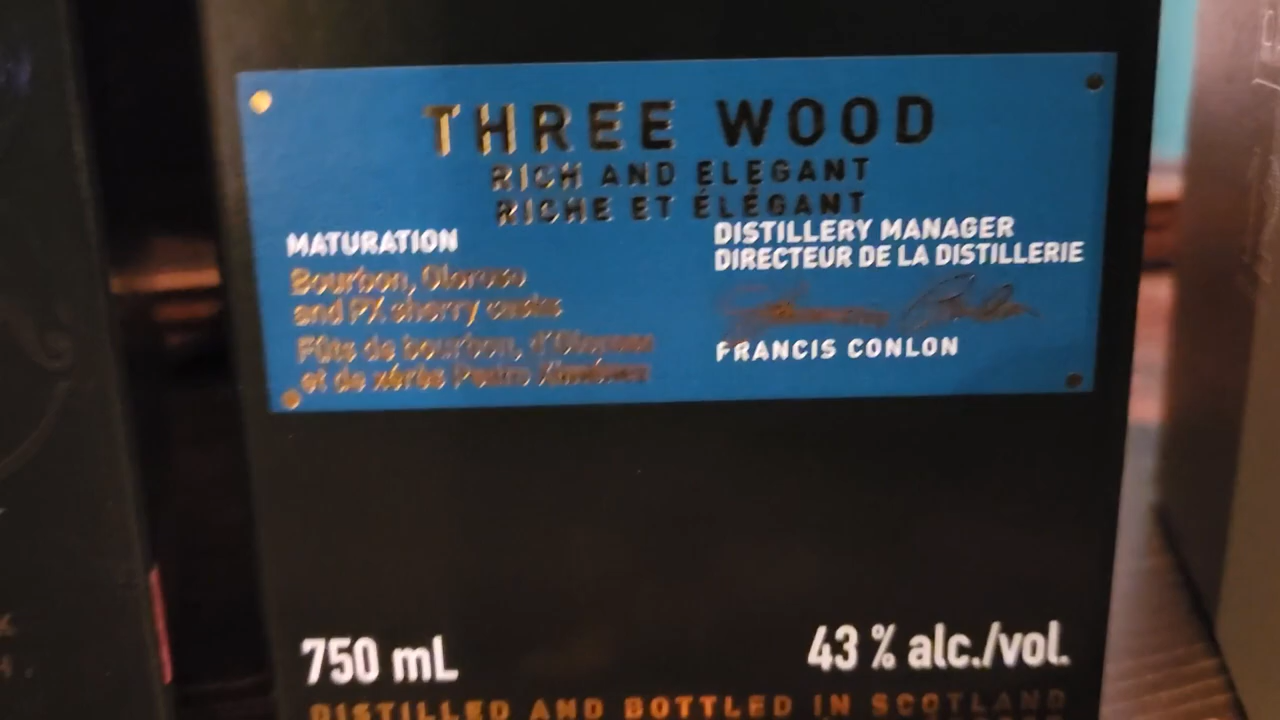 THREE WOOD
RICH AND ELEGANT
RICHE ET ÉLÉGANT
MATURATION
Bourbon, Oloroso
and PX sherry casks
Fûts de bourbon, d'Oloroso
et de xérès Pedro Ximénez
DISTILLERY MANAGER
DIRECTEUR DE LA DISTILLERIE
FRANCIS CONLON
750 mL
43 % alc./vol.
DISTILLED AND BOTTLED IN SCOTLAND